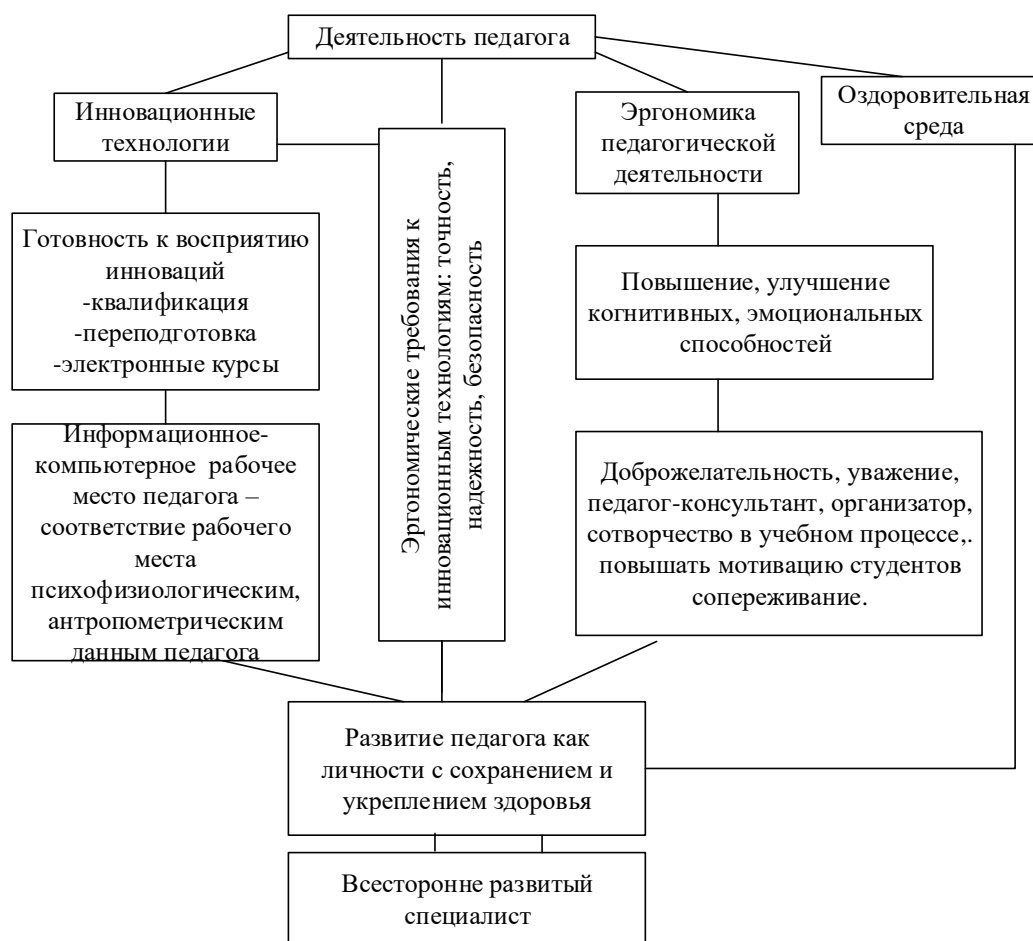 Деятельность педагога
Инновационные
технологии
Эргономика
педагогической
деятельности
Оздоровительная
среда
Готовность к восприятию
инноваций
-квалификация
-переподготовка
-электронные курсы
Эргономические требования к
инновационным технологиям: точность,
надежность, безопасность
Повышение, улучшение
когнитивных, эмоциональных
способностей
Информационное-
компьютерное рабочее
место педагога –
соответствие рабочего
места
психофизиологическим,
антропометрическим
данным педагога
Доброжелательность, уважение,
педагог-консультант, организатор,
сотворчество в учебном процессе,.
повышать мотивацию студентов
сопереживание.
Развитие педагога как
личности с сохранением и
укреплением здоровья
Всесторонне развитый
специалист